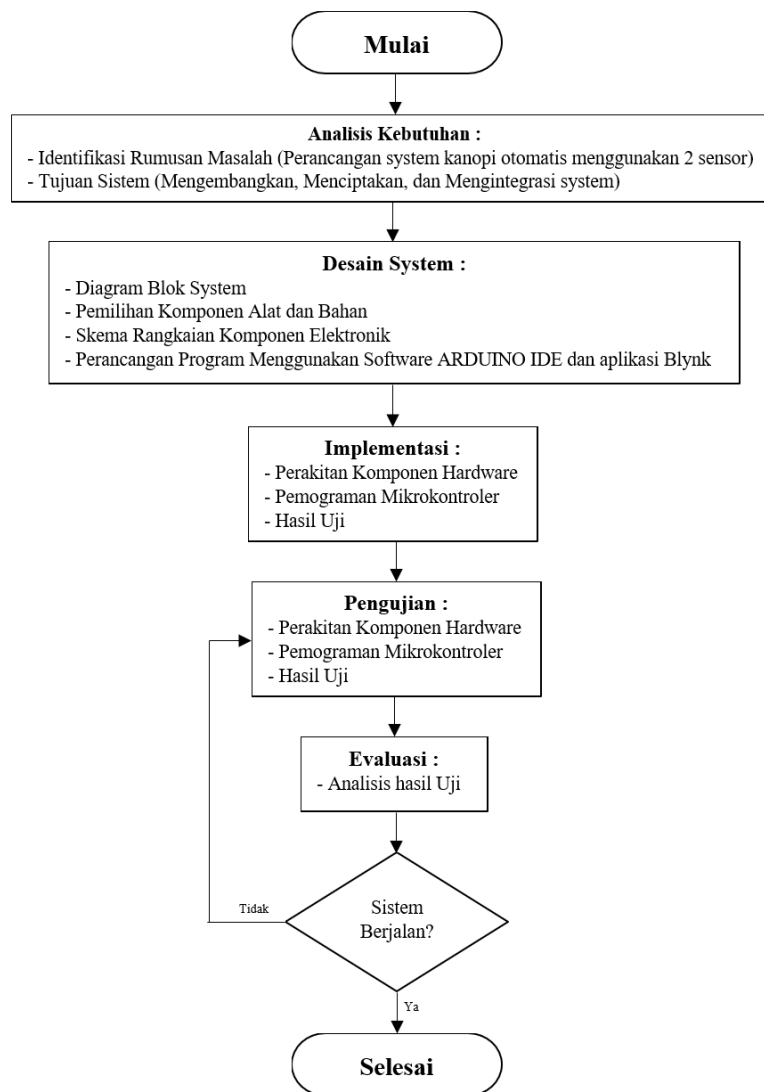 Mulai
Analisis Kebutuhan :
- Identifikasi Rumusan Masalah (Perancangan system kanopi otomatis menggunakan 2 sensor)
- Tujuan Sistem (Mengembangkan, Menciptakan, dan Mengintegrasi system)
Desain System :
- Diagram Blok System
- Pemilihan Komponen Alat dan Bahan
- Skema Rangkaian Komponen Elektronik
- Perancangan Program Menggunakan Software ARDUINO IDE dan aplikasi Blynk
Implementasi :
- Perakitan Komponen Hardware
- Pemograman Mikrokontroler
- Hasil Uji
Pengujian :
- Perakitan Komponen Hardware
- Pemograman Mikrokontroler
- Hasil Uji
Evaluasi :
- Analisis hasil Uji
Tidak
Sistem
Berjalan?
Ya
Selesai